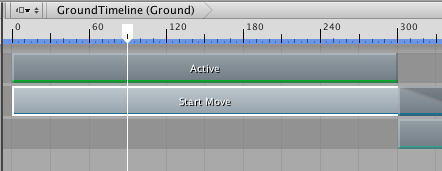 GroundTimeline (Ground)
0 60 120 180 240 300
Active
Start Move